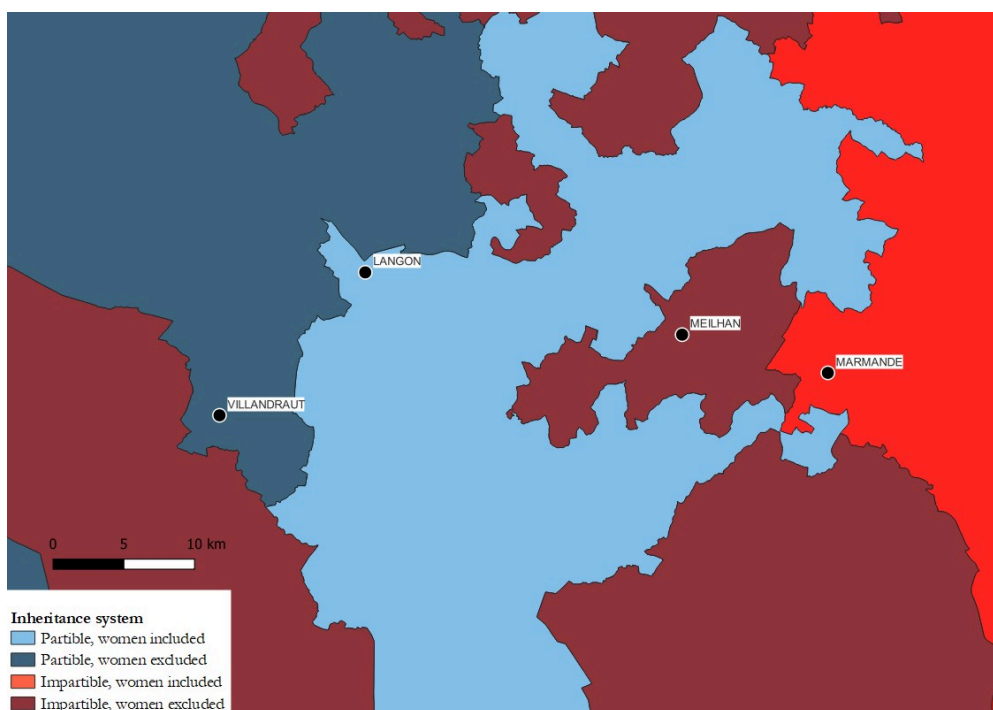 LANGON
MEILHAN
MARMANDE
VILLANDRAUT
0 5 10 km
Inheritance system
Partible, women included
Partible, women excluded
Impartible, women included
Impartible, women excluded